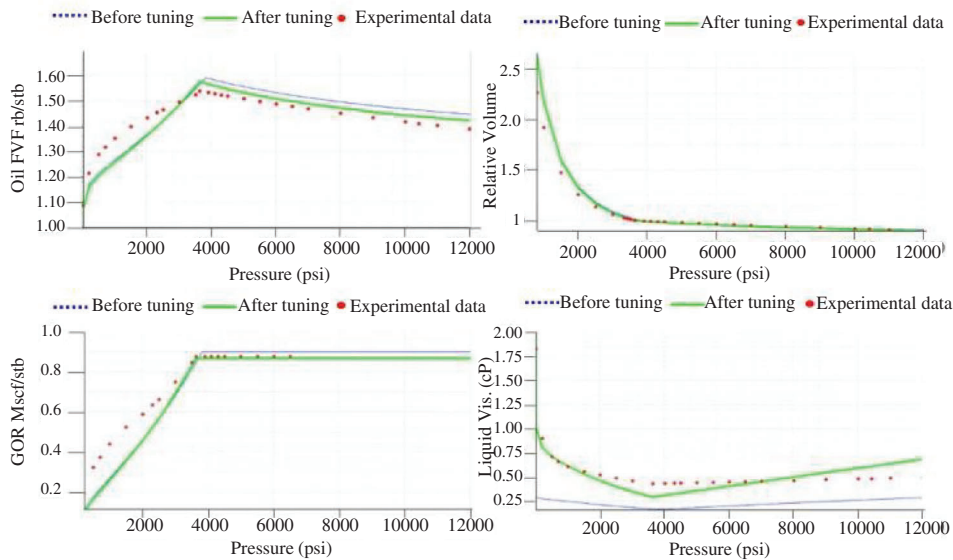 Before tuning After tuning Experimental data
Oil FVF rb/stb
1.60
1.50
1.40
1.30
1.20
1.10
1.00
2000 4000 6000 8000 10000 12000
Pressure (psi)
Before tuning After tuning Experimental data
Relative Volume
2.5
2.0
1.5
1
2000 4000 6000 8000 10000 12000
Pressure (psi)
Before tuning After tuning Experimental data
GOR Mscf/stb
1.0
0.8
0.6
0.4
0.2
2000 4000 6000 8000 10000 12000
Pressure (psi)
Before tuning After tuning Experimental data
Liquid Vis. (cP)
2.00
1.75
1.50
1.25
1.00
0.75
0.50
0.25
2000 4000 6000 8000 10000 12000
Pressure (psi)